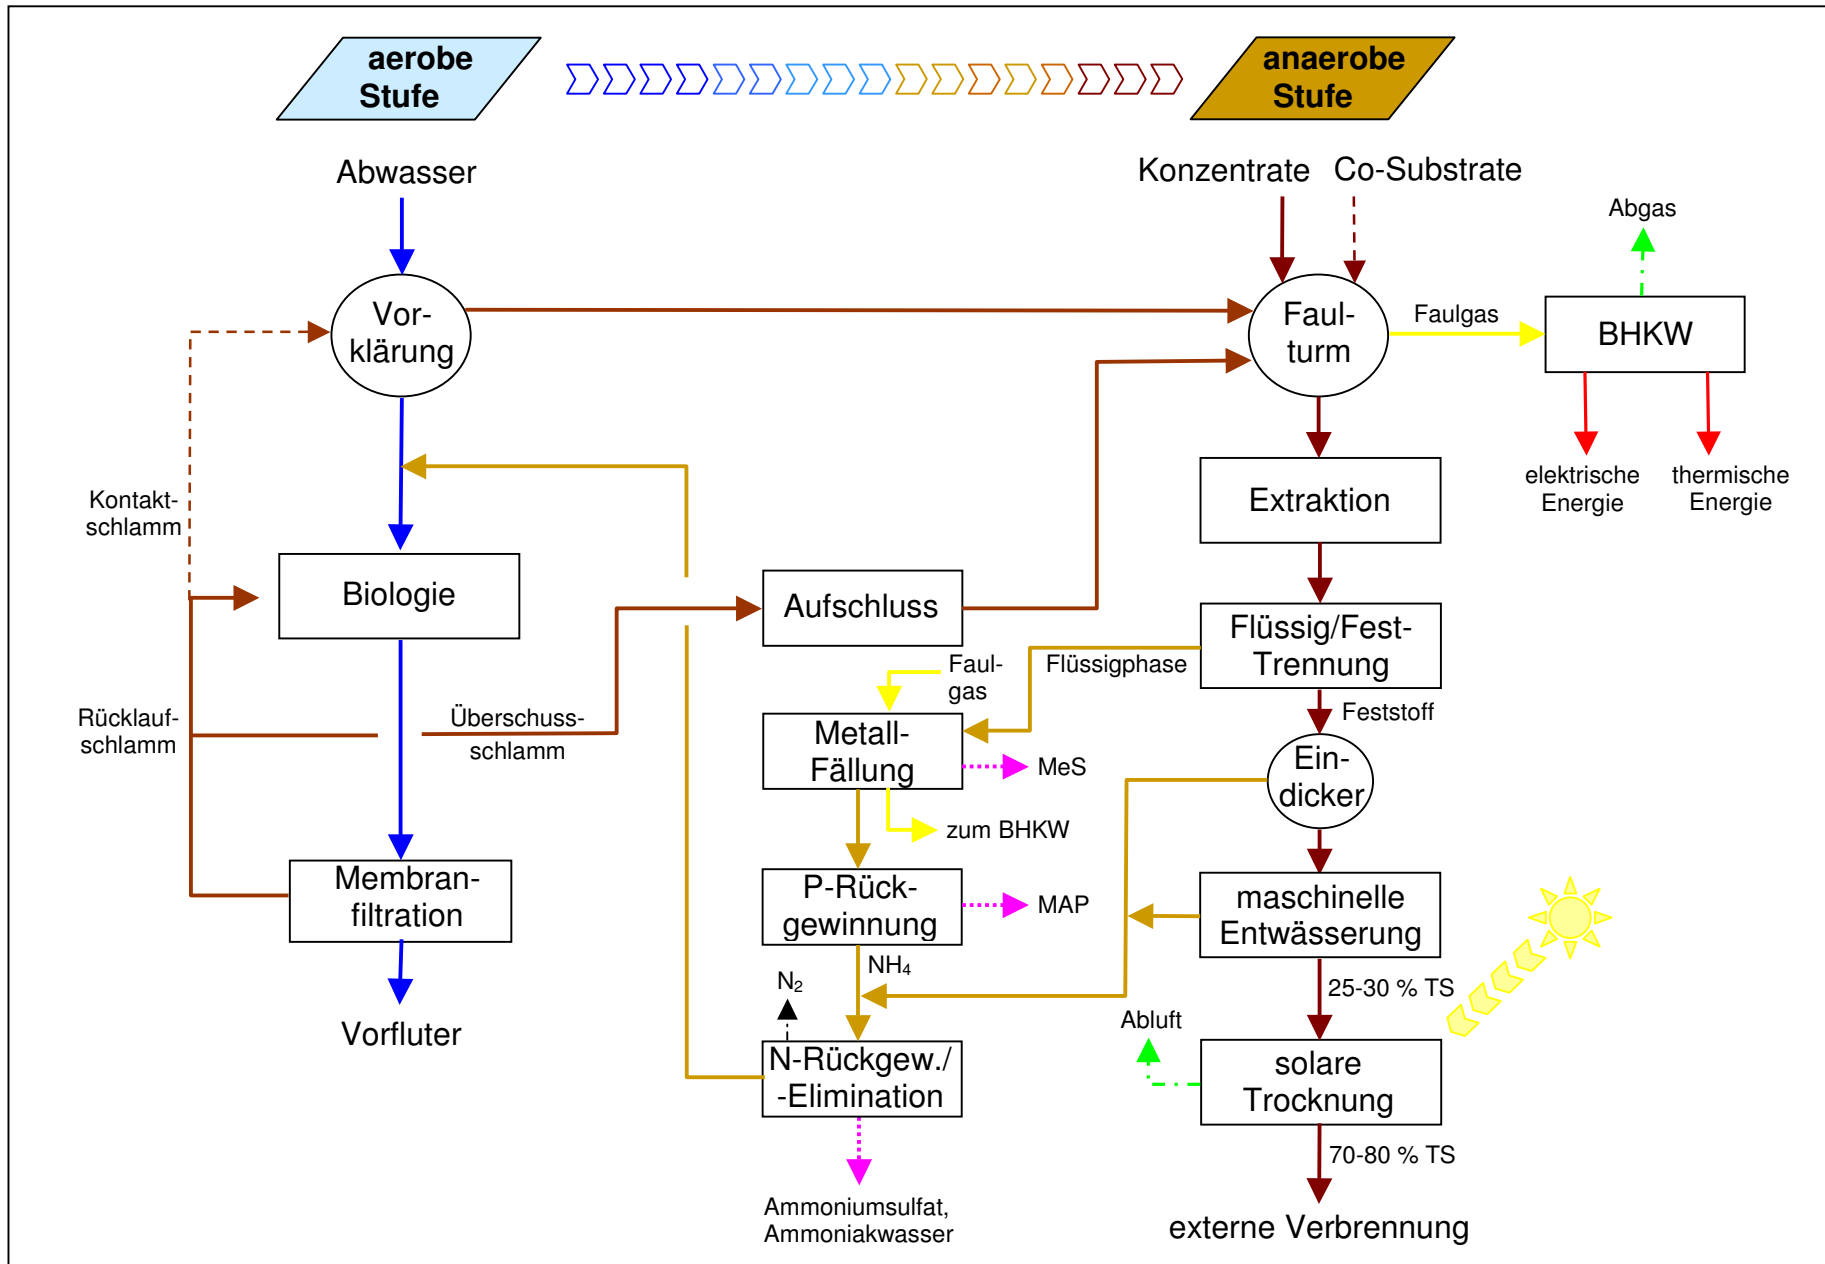 aerobe
Stufe
anaerobe
Stufe
Abwasser
Konzentrate
Co-Substrate
Abgas
Vor-
klärung
Faul-
turm
Faulgas
BHKW
elektrische
Energie
thermische
Energie
Kontakt-
schlamm
Extraktion
Biologie
Aufschluss
Flüssig/Fest-
Trennung
Flüssigphase
Faul-
gas
Feststoff
Rücklauf-
schlamm
Überschuss-
schlamm
Metall-
Fällung
MeS
Ein-
dicker
zum BHKW
Membran-
filtration
P-Rück-
gewinnung
MAP
maschinelle
Entwässerung
NH4
N2
25-30 % TS
Vorfluter
Abluft
N-Rückgew./
-Elimination
solare
Trocknung
70-80 % TS
Ammoniumsulfat,
Ammoniakwasser
externe Verbrennung